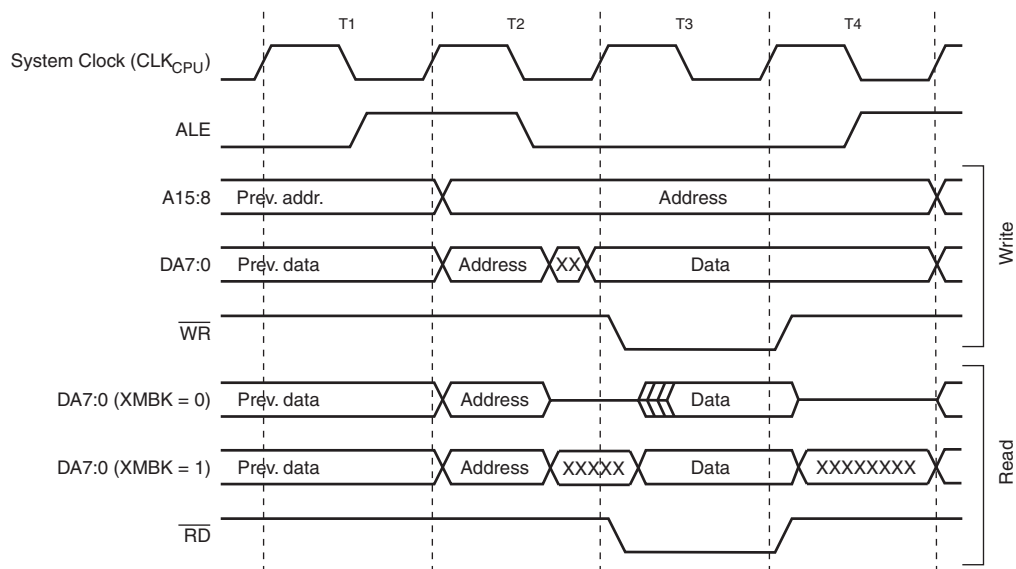 T1 T2 T3 T4
System Clock (CLKCPU)
ALE
A15:8 Prev. addr. Address
DA7:0 Prev. data Address XX Data
WR
Write
DA7:0 (XMBK = 0) Prev. data Address Data
DA7:0 (XMBK = 1) Prev. data Address XXXXX Data XXXXXXXX
RD
Read